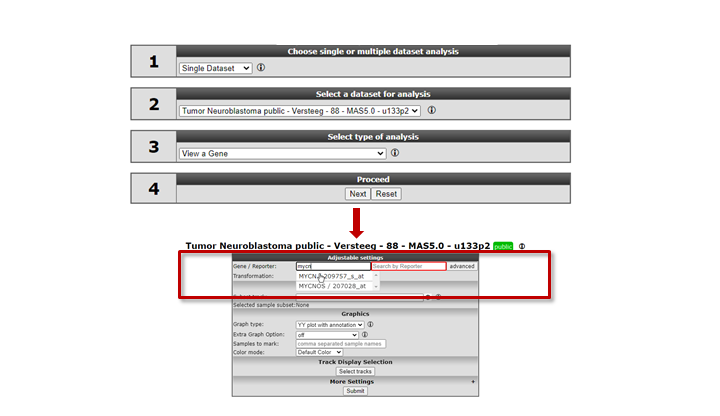 Choose single or multiple dataset analysis
1
Single Dataset
Select a dataset for analysis
2
Tumor Neuroblastoma public - Versteeg - 88 - MAS5.0 - u133p2
Select type of analysis
3
View a Gene
Proceed
4
Next Reset
Tumor Neuroblastoma public - Versteeg - 88 - MAS5.0 - u133p2 public
Adjustable settings
Gene / Reporter: mycn Search by Reporter advanced
Transformation: MYCN / 209757_s_at
MYCNOS / 207028_at
Selected sample subset:None
Graphics
Graph type: YY plot with annotation
Extra Graph Option: off
Samples to mark: comma separated sample names
Color mode: Default Color
Track Display Selection
Select tracks
More Settings +
Submit